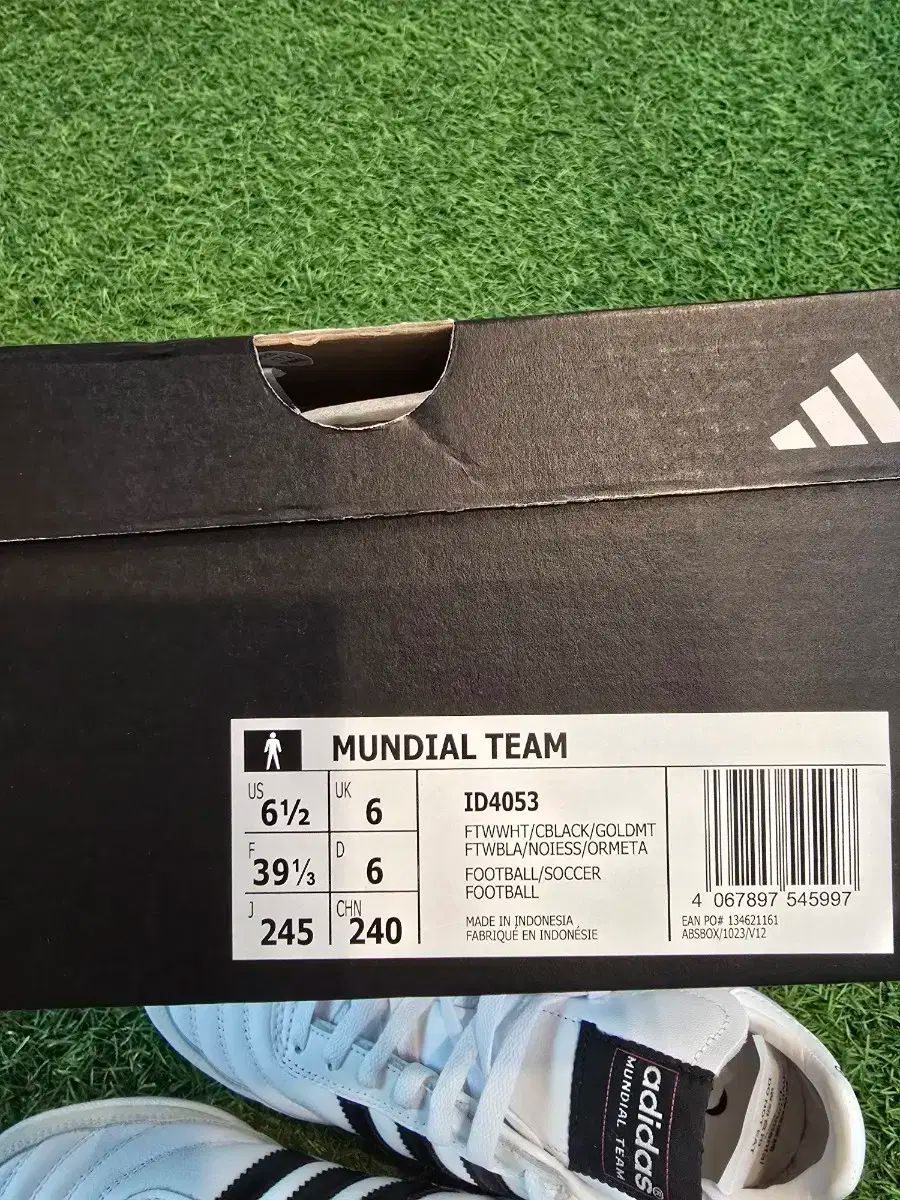 MUNDIAL TEAM
US 6½
UK 6
F 39⅓
D 6
J 245
CHN 240
ID4053
FTWWHT/CBLACK/GOLDMT
FTWBLA/NOIESS/ORMETA
FOOTBALL/SOCCER
FOOTBALL
MADE IN INDONESIA
FABRIQUÉ EN INDONÉSIE
4 067897 545997
EAN PO# 134621161
ABSBOX/1023/V12
adidas®
MUNDIAL TEAM